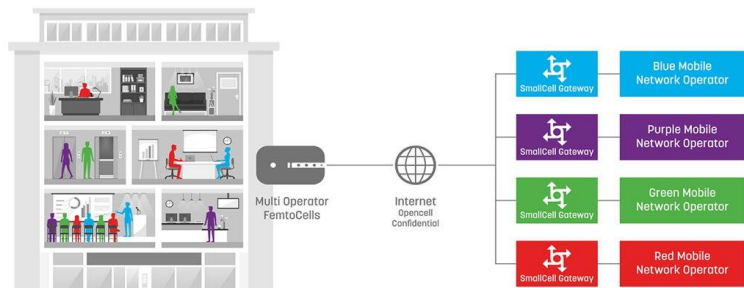 Multi Operator
FemtoCells
Internet
Opencell
Confidential
SmallCell Gateway
Blue Mobile
Network Operator
SmallCell Gateway
Purple Mobile
Network Operator
SmallCell Gateway
Green Mobile
Network Operator
SmallCell Gateway
Red Mobile
Network Operator